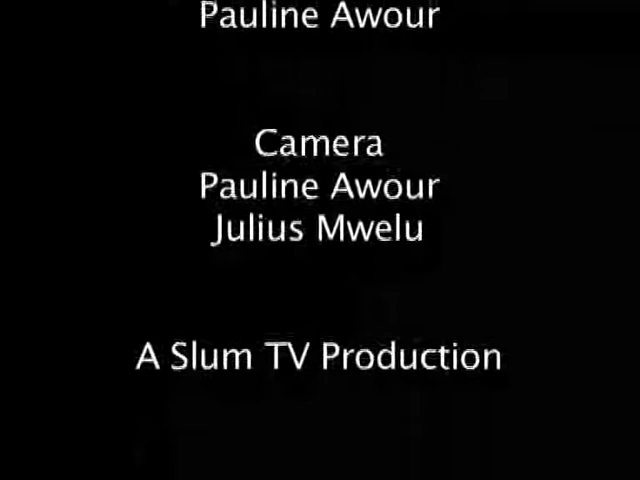 Pauline Awour
Camera
Pauline Awour
Julius Mwelu
A Slum TV Production